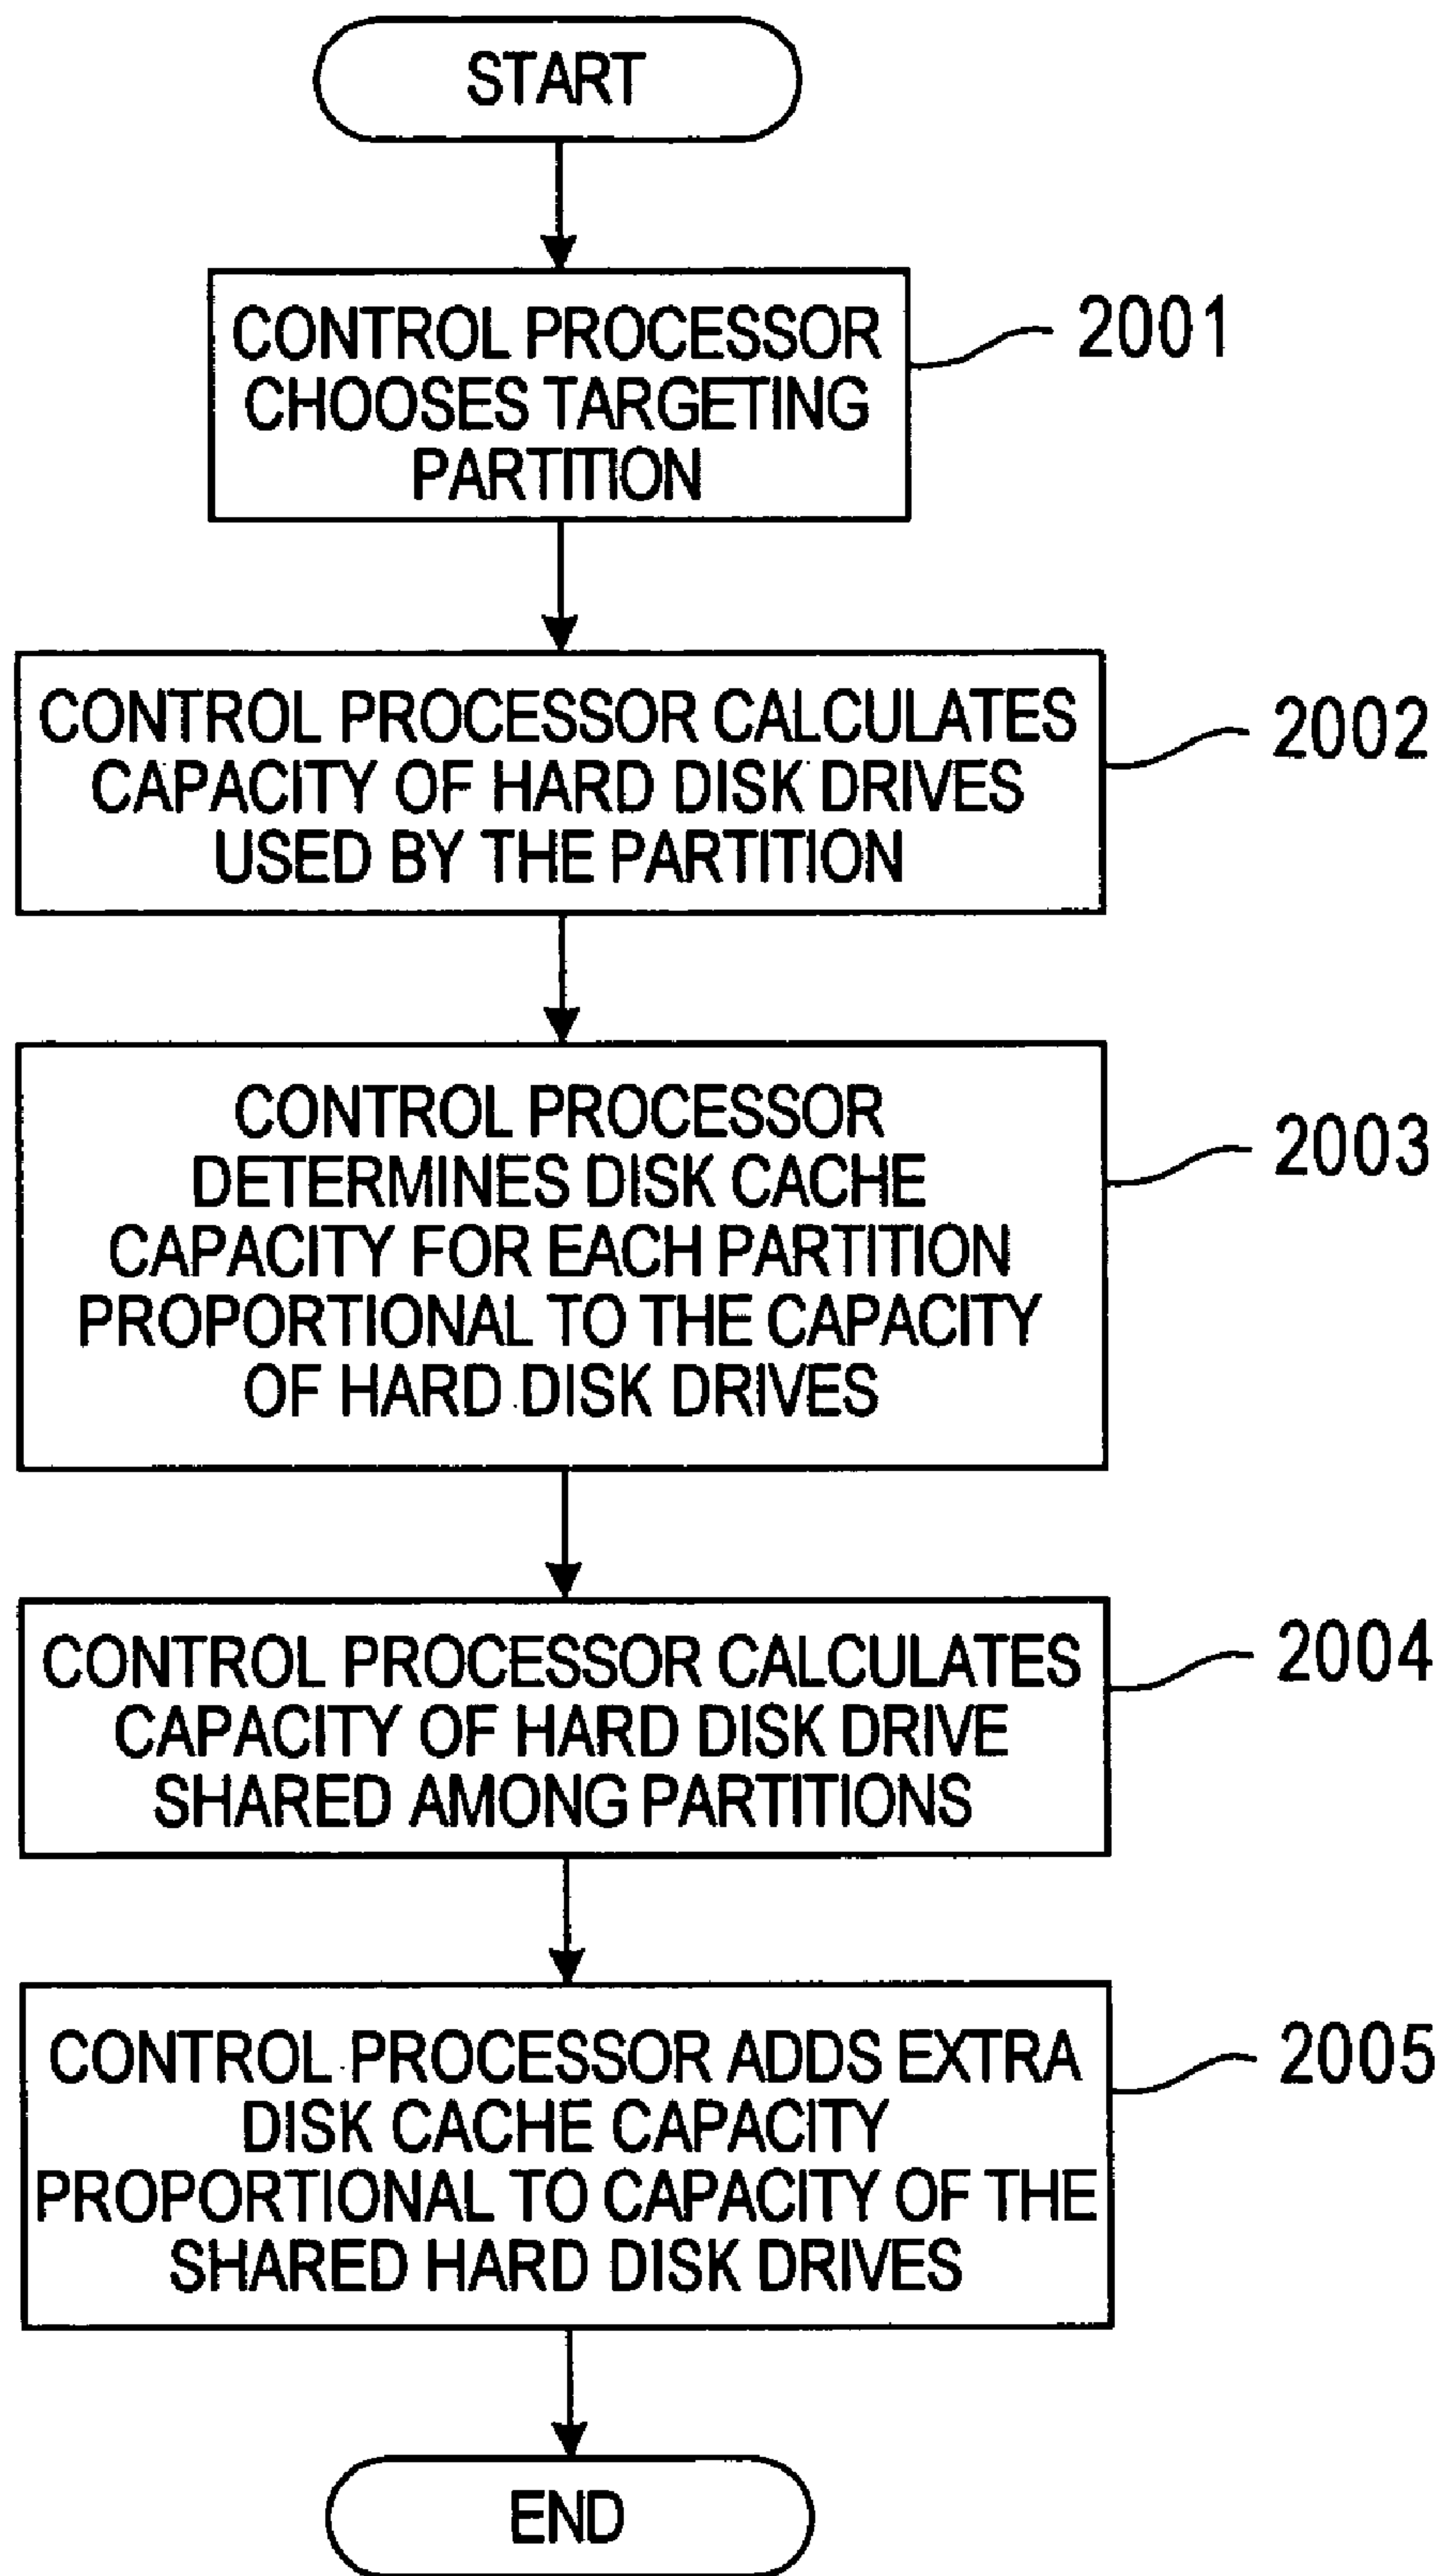 START
CONTROL PROCESSOR
CHOOSES TARGETING
PARTITION
2001
CONTROL PROCESSOR CALCULATES
CAPACITY OF HARD DISK DRIVES
USED BY THE PARTITION
2002
CONTROL PROCESSOR
DETERMINES DISK CACHE
CAPACITY FOR EACH PARTITION
PROPORTIONAL TO THE CAPACITY
OF HARD DISK DRIVES
2003
CONTROL PROCESSOR CALCULATES
CAPACITY OF HARD DISK DRIVE
SHARED AMONG PARTITIONS
2004
CONTROL PROCESSOR ADDS EXTRA
DISK CACHE CAPACITY
PROPORTIONAL TO CAPACITY OF THE
SHARED HARD DISK DRIVES
2005
END